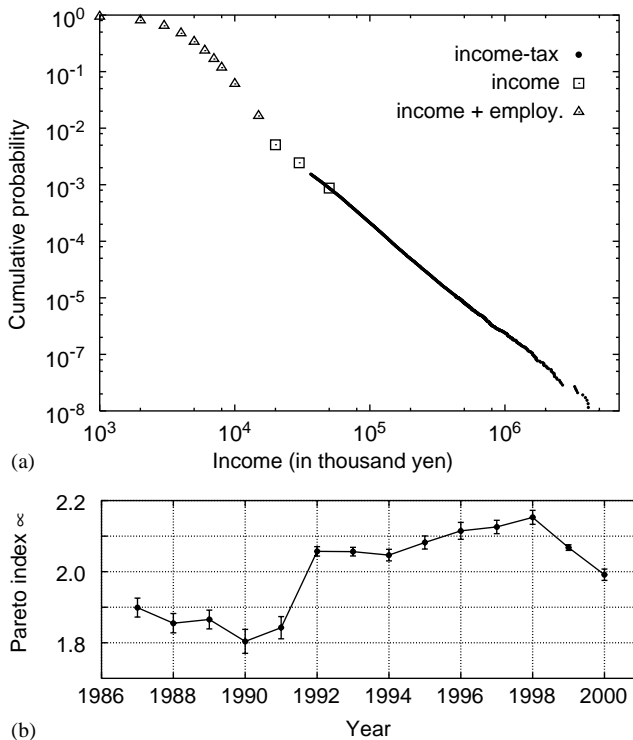 10^0
10^-1
10^-2
10^-3
10^-4
10^-5
10^-6
10^-7
10^-8
Cumulative probability
income-tax
income
income + employ.
10^3
10^4
10^5
10^6
(a)
Income (in thousand yen)
2.2
2.0
1.8
Pareto index ∝
1986
1988
1990
1992
1994
1996
1998
2000
(b)
Year